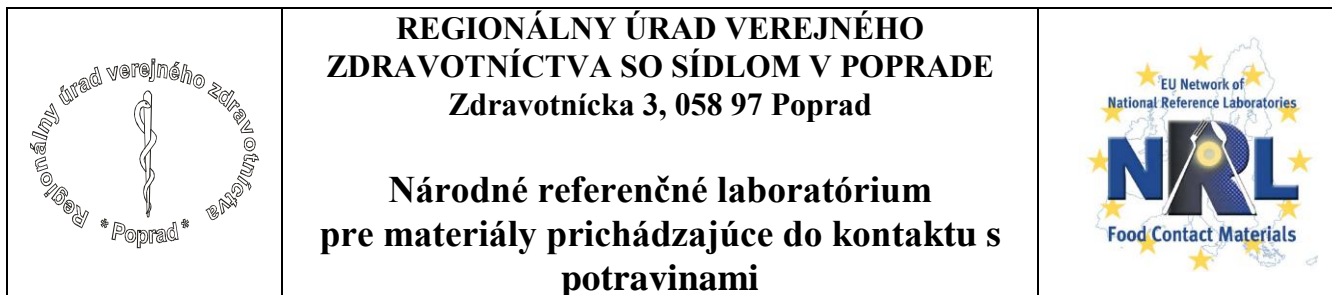 Regionálny úrad verejného zdravotníctva
* Poprad *
REGIONÁLNY ÚRAD VEREJNÉHO
ZDRAVOTNÍCTVA SO SÍDLOM V POPRADE
Zdravotnícka 3, 058 97 Poprad
Národné referenčné laboratórium
pre materiály prichádzajúce do kontaktu s
potravinami
EU Network of
National Reference Laboratories
NRL
Food Contact Materials